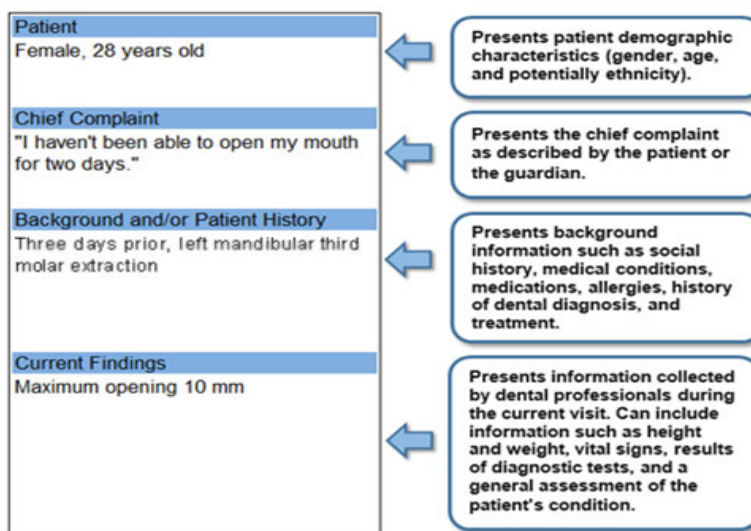 Patient
Female, 28 years old
Presents patient demographic
characteristics (gender, age,
and potentially ethnicity).
Chief Complaint
"I haven't been able to open my mouth
for two days."
Presents the chief complaint
as described by the patient or
the guardian.
Background and/or Patient History
Three days prior, left mandibular third
molar extraction
Presents background
information such as social
history, medical conditions,
medications, allergies, history
of dental diagnosis, and
treatment.
Current Findings
Maximum opening 10 mm
Presents information collected
by dental professionals during
the current visit. Can include
information such as height
and weight, vital signs, results
of diagnostic tests, and a
general assessment of the
patient's condition.